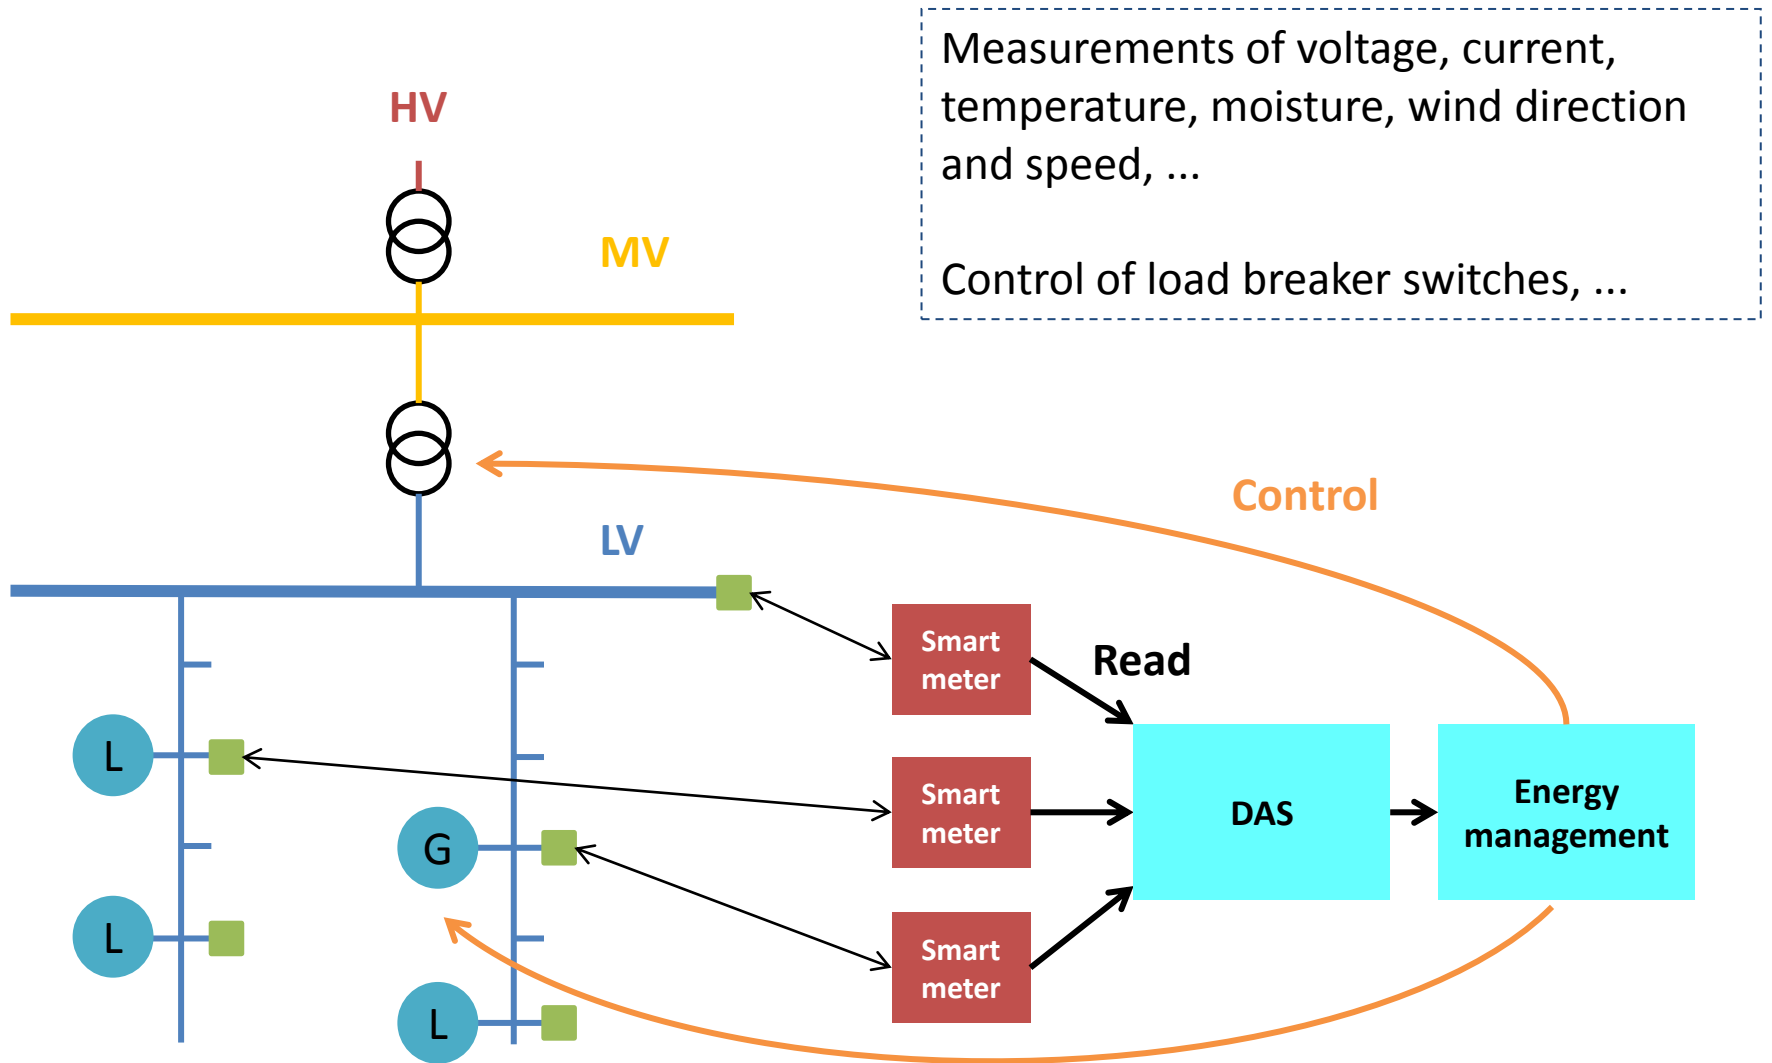 Measurements of voltage, current,
temperature, moisture, wind direction
and speed, ...
Control of load breaker switches, ...
HV
MV
Control
LV
Smart
meter
Read
L
Smart
meter
DAS
Energy
management
G
L
Smart
meter
L